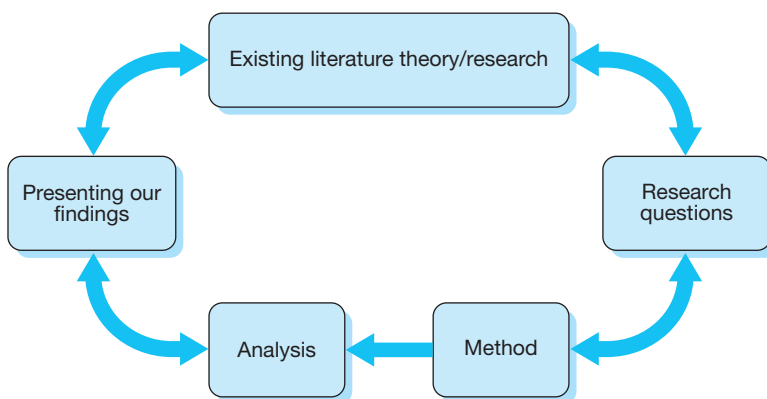 Existing literature theory/research
Presenting our
findings
Research
questions
Analysis
Method